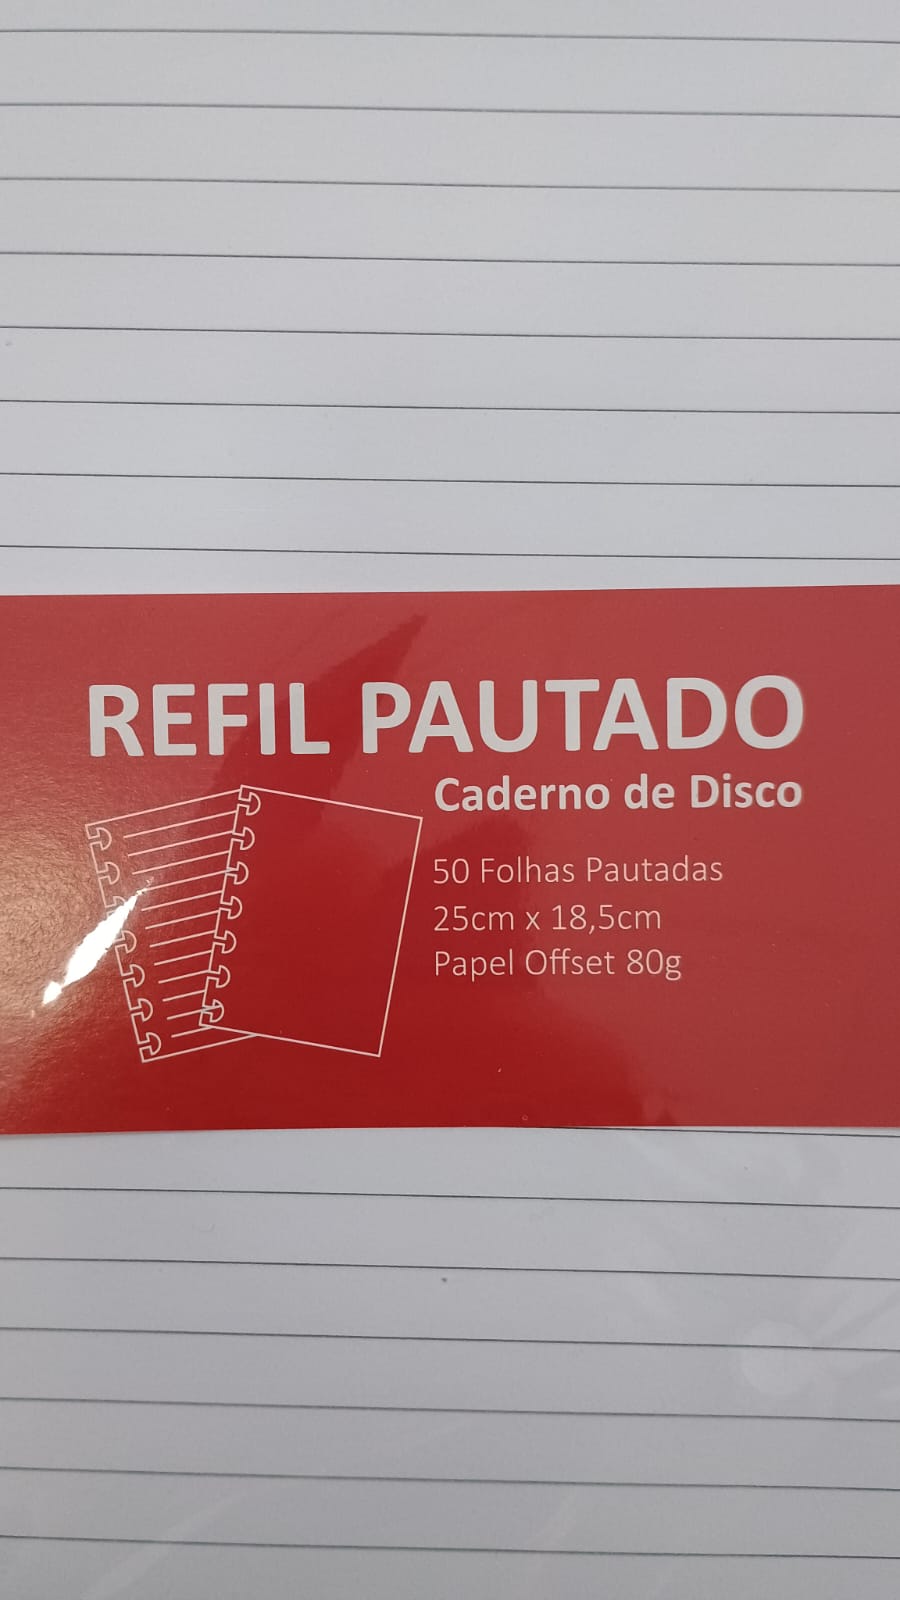 REFIL PAUTADO
Caderno de Disco
50 Folhas Pautadas
25cm x 18,5cm
Papel Offset 80g